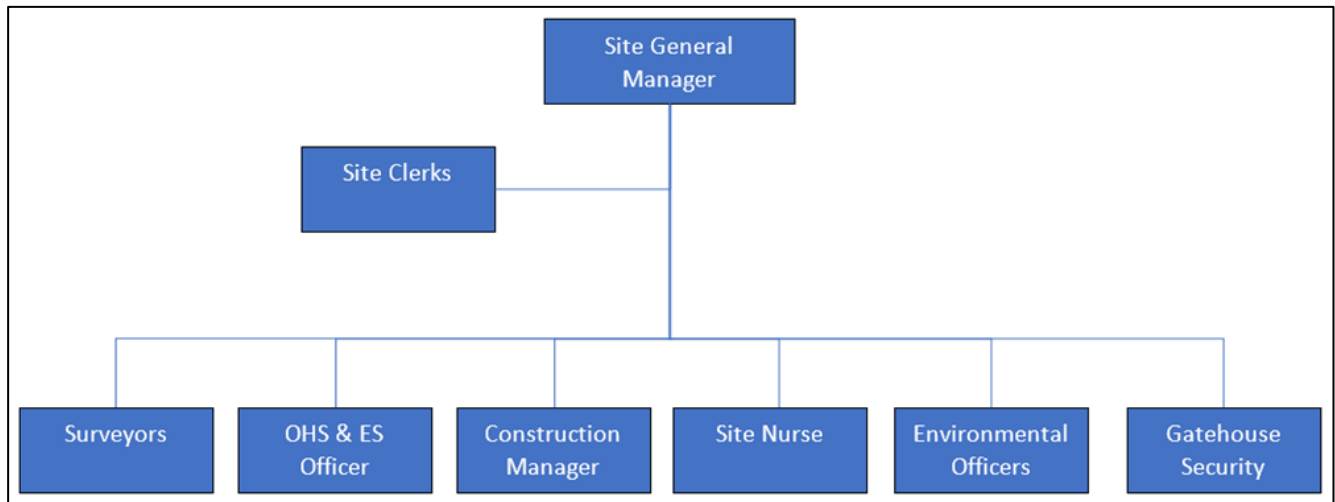 Site General
Manager
Site Clerks
Surveyors
OHS & ES
Officer
Construction
Manager
Site Nurse
Environmental
Officers
Gatehouse
Security